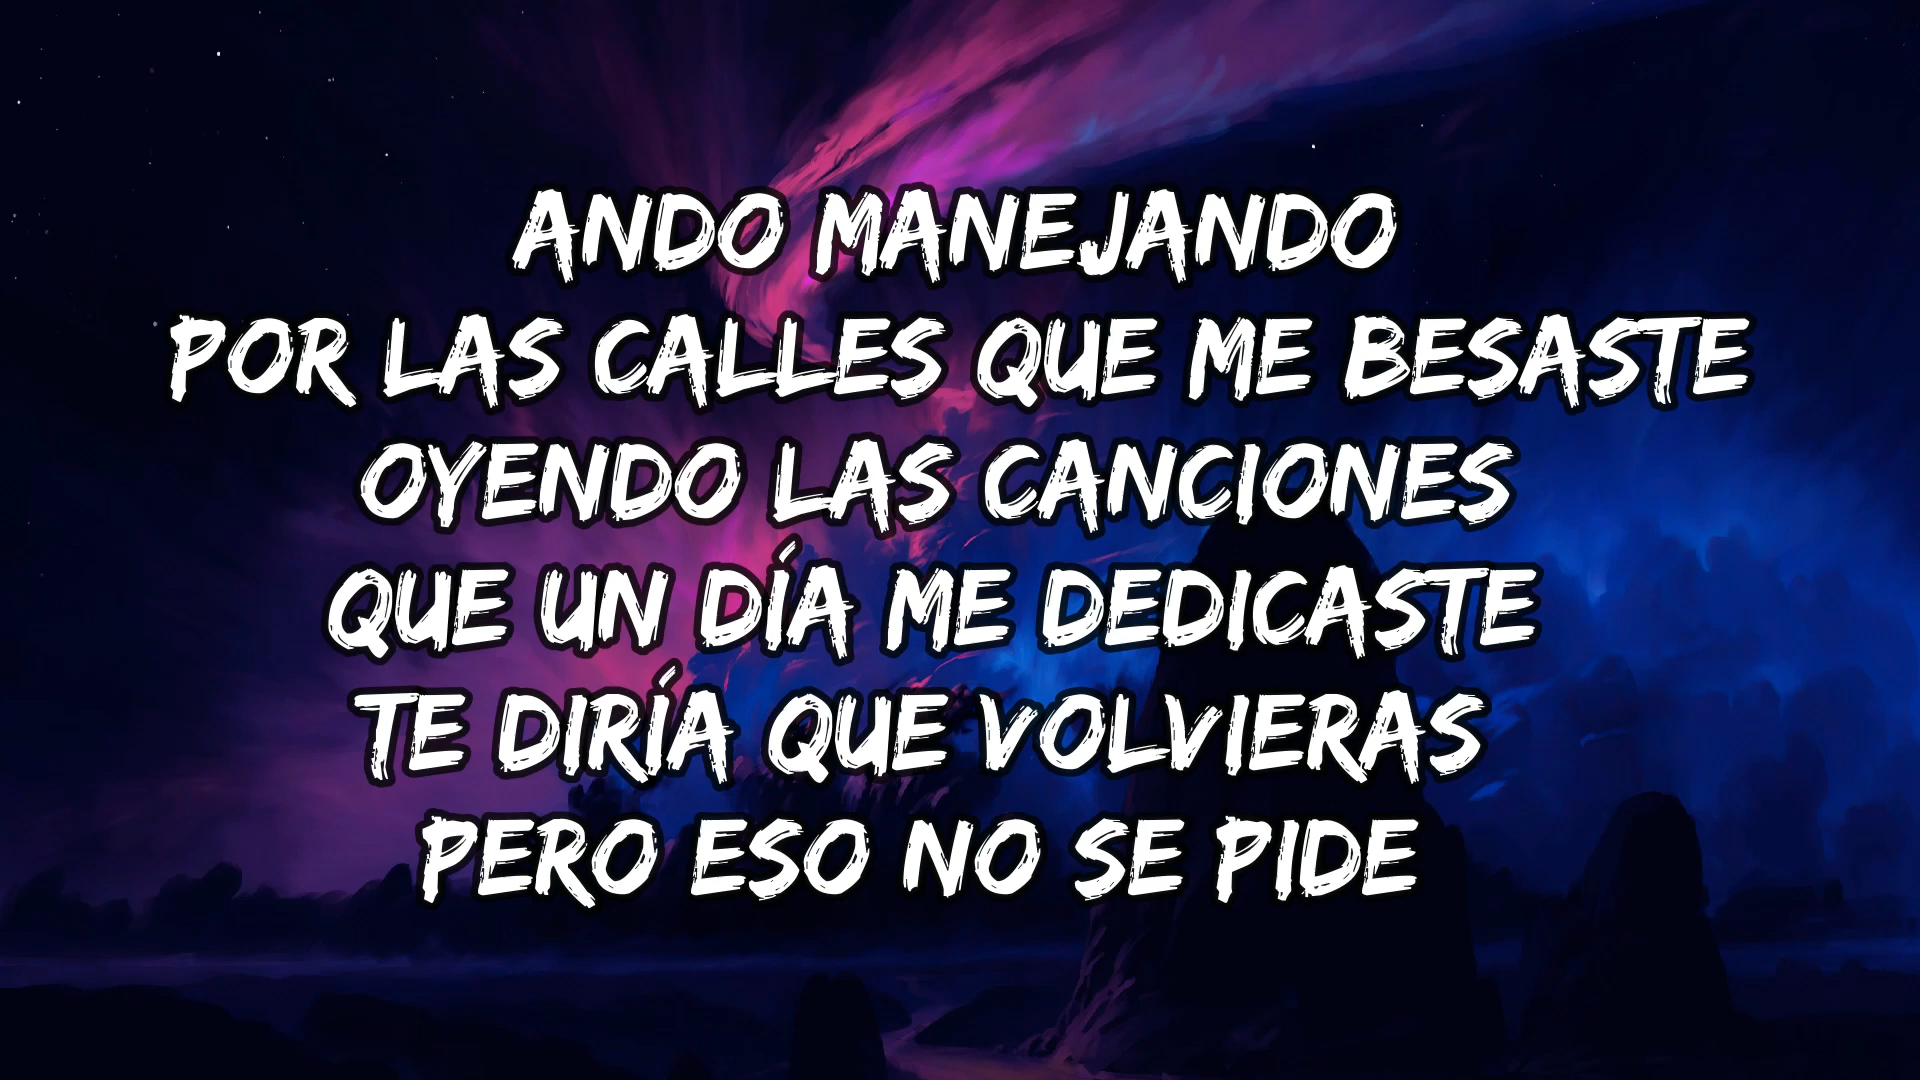 ANDO MANEJANDO
POR LAS CALLES QUE ME BESASTE
OYENDO LAS CANCIONES
QUE UN DÍA ME DEDICASTE
TE DIRÍA QUE VOLVIERAS
PERO ESO NO SE PIDE